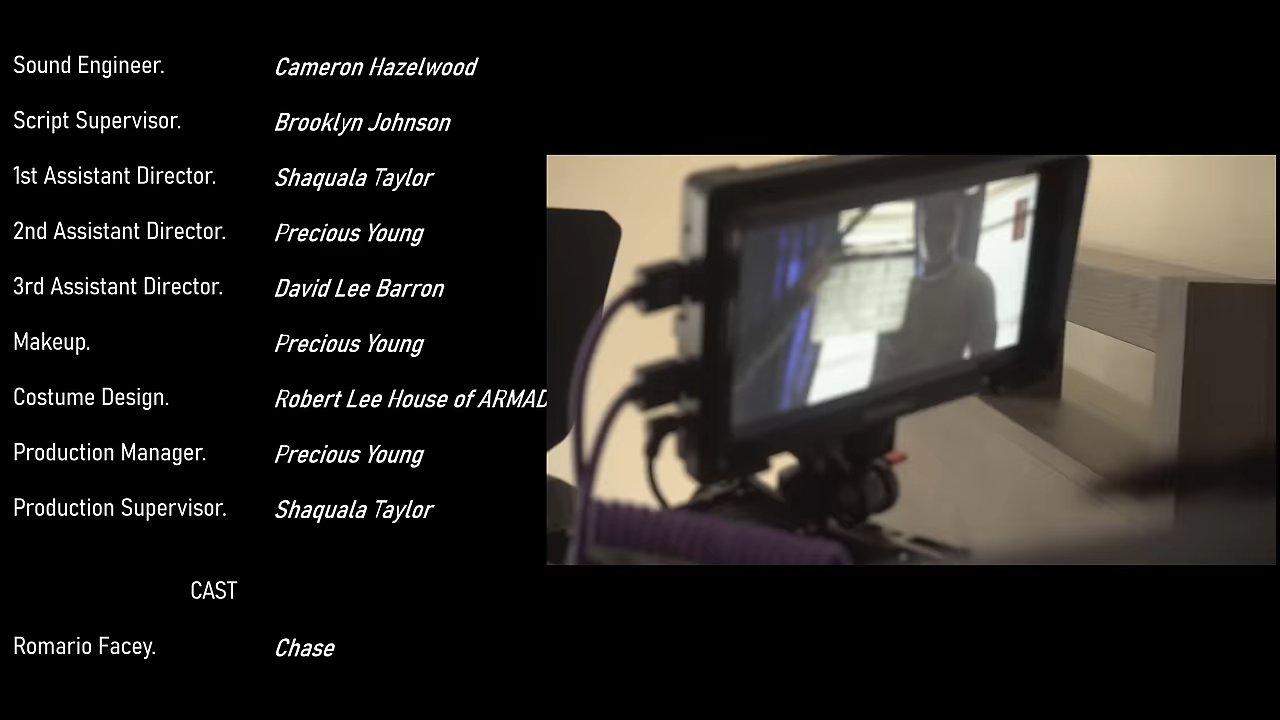 Sound Engineer. Cameron Hazelwood
Script Supervisor. Brooklyn Johnson
1st Assistant Director. Shaquala Taylor
2nd Assistant Director. Precious Young
3rd Assistant Director. David Lee Barron
Makeup. Precious Young
Costume Design. Robert Lee House of ARMAD
Production Manager. Precious Young
Production Supervisor. Shaquala Taylor
CAST
Romario Facey. Chase